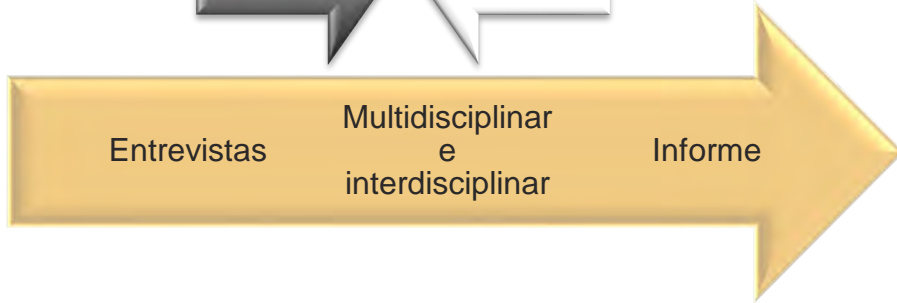 Entrevistas
Multidisciplinar
e
interdisciplinar
Informe